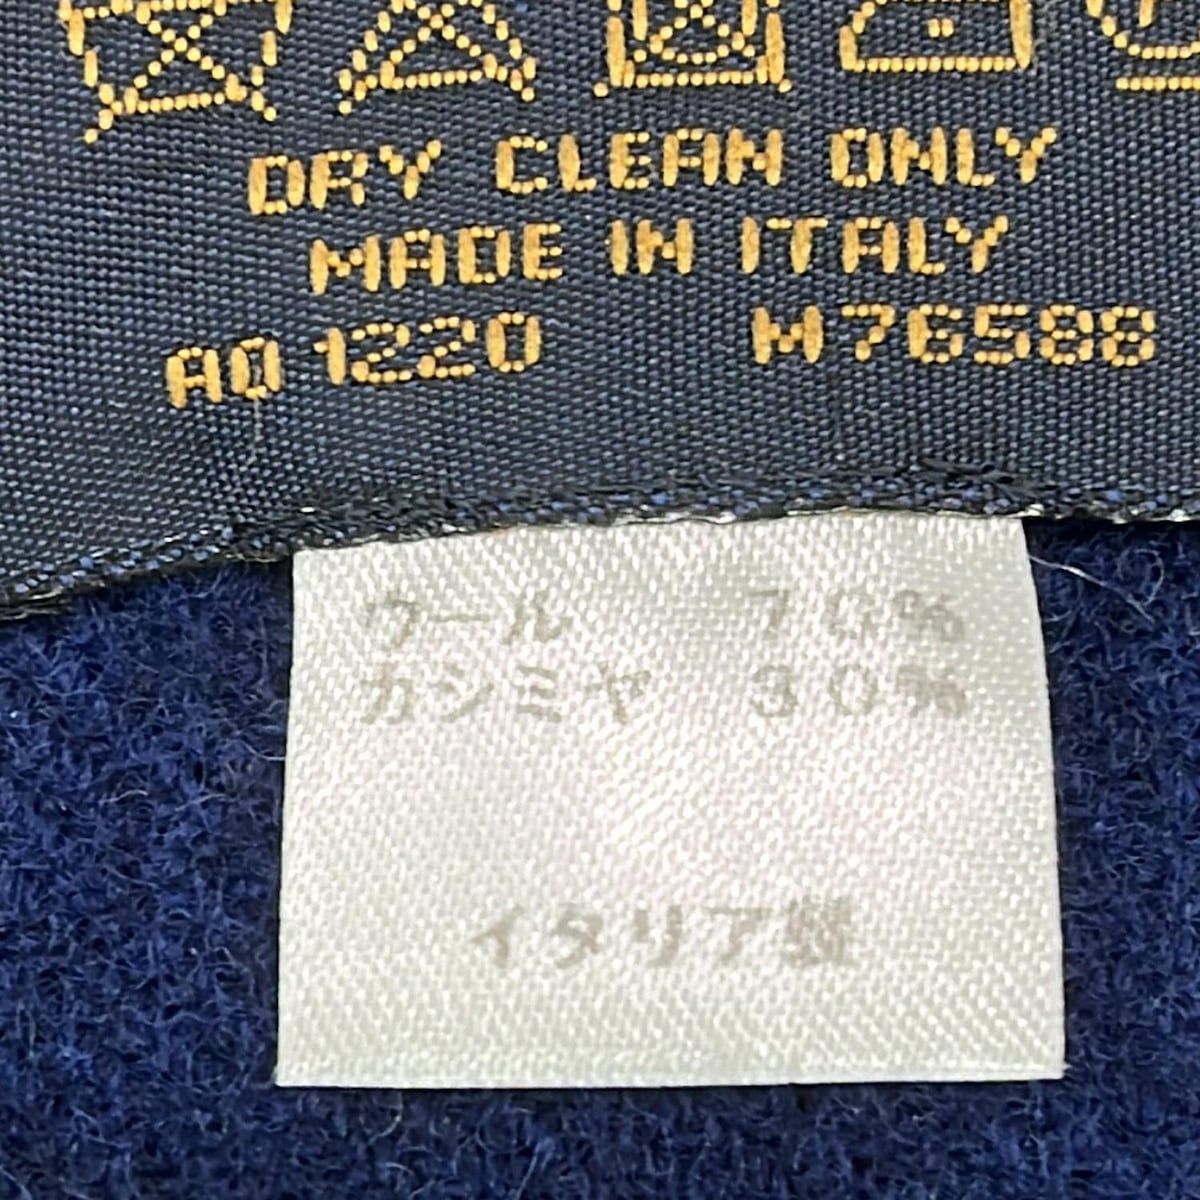 DRY CLEAN ONLY
MADE IN ITALY
AO 1220 M76588
ウール 70%
カシミヤ 30%
イタリア製